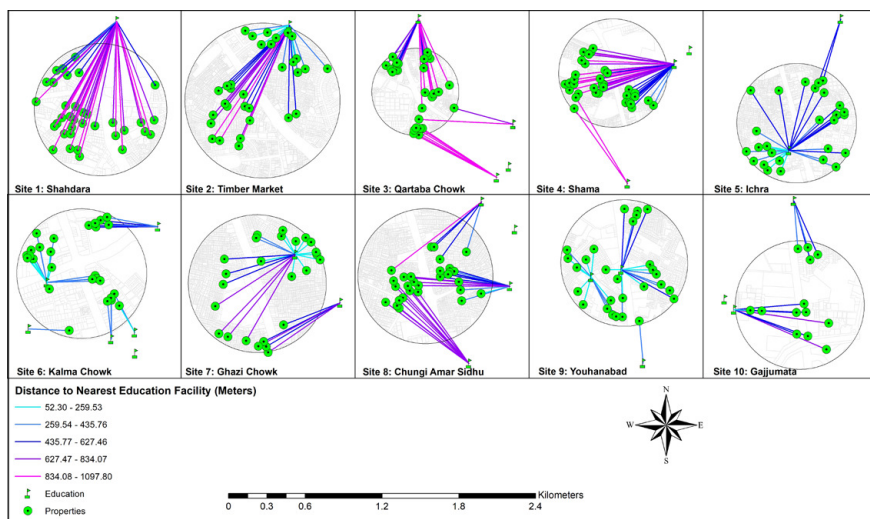 Site 1: Shahdara
Site 2: Timber Market
Site 3: Qartaba Chowk
Site 4: Shama
Site 5: Ichra
Site 6: Kalma Chowk
Site 7: Ghazi Chowk
Site 8: Chungi Amar Sidhu
Site 9: Youhanabad
Site 10: Gajjumata
Distance to Nearest Education Facility (Meters)
52.30 - 259.53
259.54 - 435.76
435.77 - 627.46
627.47 - 834.07
834.08 - 1097.80
Education
Properties
N
W E
S
Kilometers
0 0.3 0.6 1.2 1.8 2.4